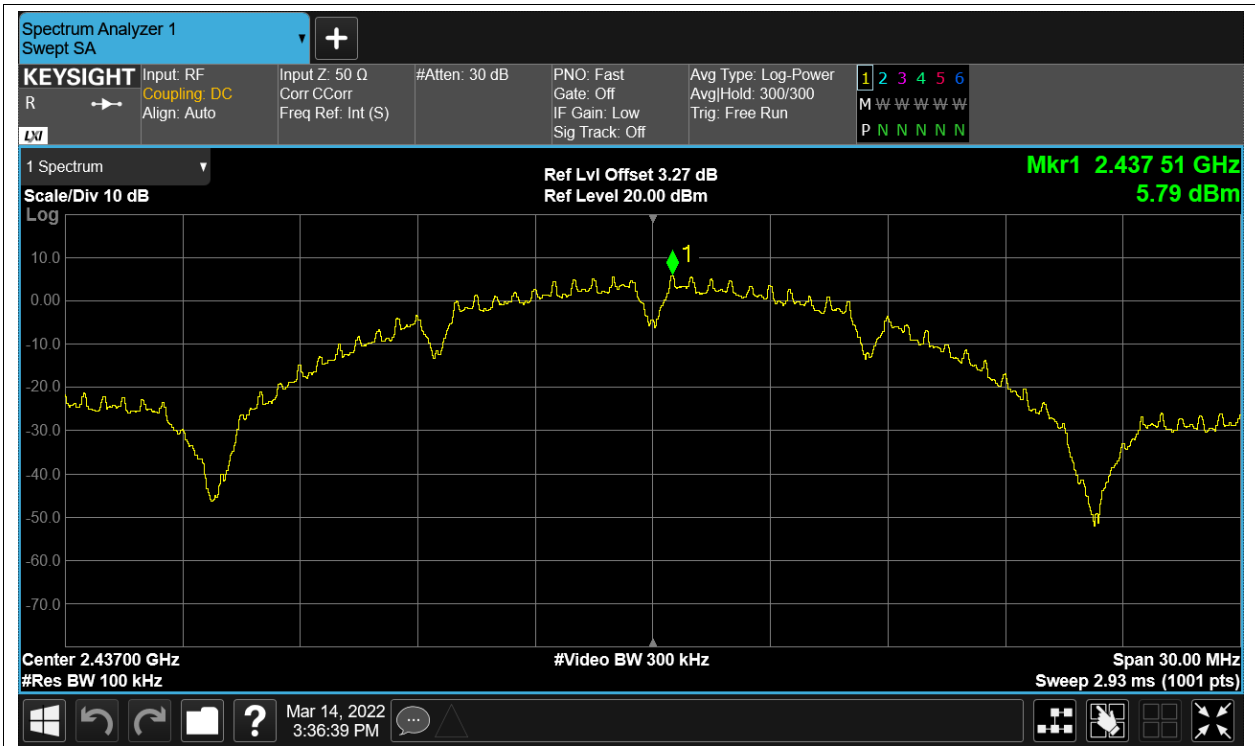 Spectrum Analyzer 1
Swept SA
KEYSIGHT
R
LXI
Input: RF
Coupling: DC
Align: Auto
Input Z: 50 Ω
Corr CCorr
Freq Ref: Int (S)
#Atten: 30 dB
PNO: Fast
Gate: Off
IF Gain: Low
Sig Track: Off
Avg Type: Log-Power
Avg|Hold: 300/300
Trig: Free Run
1 2 3 4 5 6
M W W W W W
P N N N N N
1 Spectrum
Scale/Div 10 dB
Log
Ref Lvl Offset 3.27 dB
Ref Level 20.00 dBm
Mkr1 2.437 51 GHz
5.79 dBm
1
10.0
0.00
-10.0
-20.0
-30.0
-40.0
-50.0
-60.0
-70.0
Center 2.43700 GHz
#Res BW 100 kHz
#Video BW 300 kHz
Span 30.00 MHz
Sweep 2.93 ms (1001 pts)
?
Mar 14, 2022
3:36:39 PM